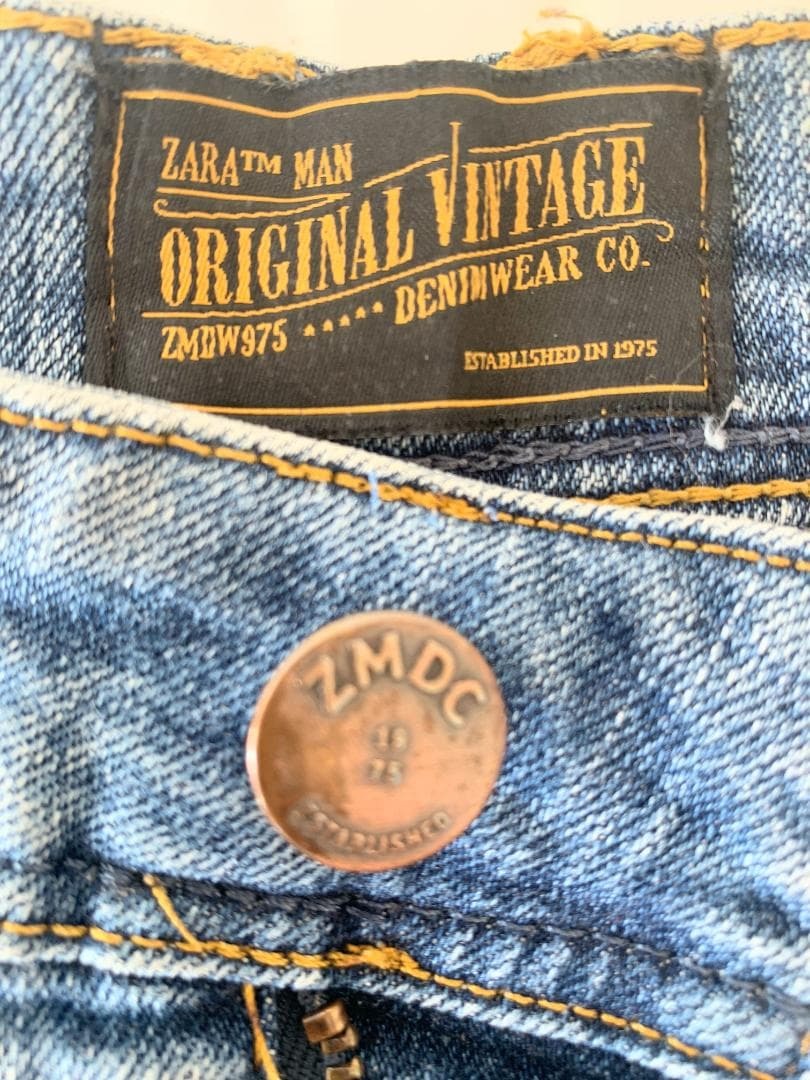 ZARA™ MAN
ORIGINAL VINTAGE
DENIMWEAR CO.
ZMDW975 *****
ESTABLISHED IN 1975
ZMDC
19
75
ESTABLISHED